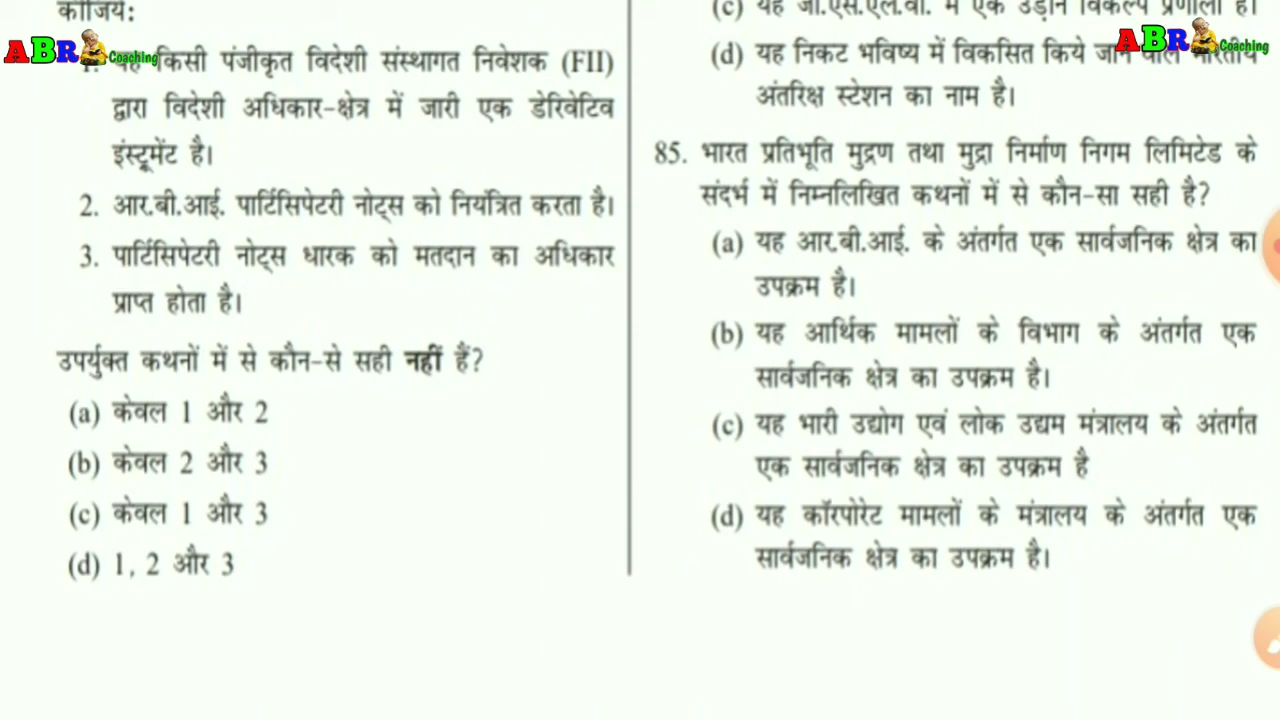 ABR Coaching
कीजिये:
किसी पंजीकृत विदेशी संस्थागत निवेशक (FII)
द्वारा विदेशी अधिकार-क्षेत्र में जारी एक डेरिवेटिव
इंस्ट्रूमेंट है।
2. आर.बी.आई. पार्टिसिपेटरी नोट्स को नियंत्रित करता है।
3. पार्टिसिपेटरी नोट्स धारक को मतदान का अधिकार
प्राप्त होता है।
उपर्युक्त कथनों में से कौन-से सही नहीं हैं?
(a) केवल 1 और 2
(b) केवल 2 और 3
(c) केवल 1 और 3
(d) 1, 2 और 3
(c) यह जी.एस.एल.वी. में एक उड़ान विकल्प प्रणाली है।
ABR Coaching
(d) यह निकट भविष्य में विकसित किये जाने वाले भारतीय
अंतरिक्ष स्टेशन का नाम है।
85. भारत प्रतिभूति मुद्रण तथा मुद्रा निर्माण निगम लिमिटेड के
संदर्भ में निम्नलिखित कथनों में से कौन-सा सही है?
(a) यह आर.बी.आई. के अंतर्गत एक सार्वजनिक क्षेत्र का
उपक्रम है।
(b) यह आर्थिक मामलों के विभाग के अंतर्गत एक
सार्वजनिक क्षेत्र का उपक्रम है।
(c) यह भारी उद्योग एवं लोक उद्यम मंत्रालय के अंतर्गत
एक सार्वजनिक क्षेत्र का उपक्रम है
(d) यह कॉरपोरेट मामलों के मंत्रालय के अंतर्गत एक
सार्वजनिक क्षेत्र का उपक्रम है।